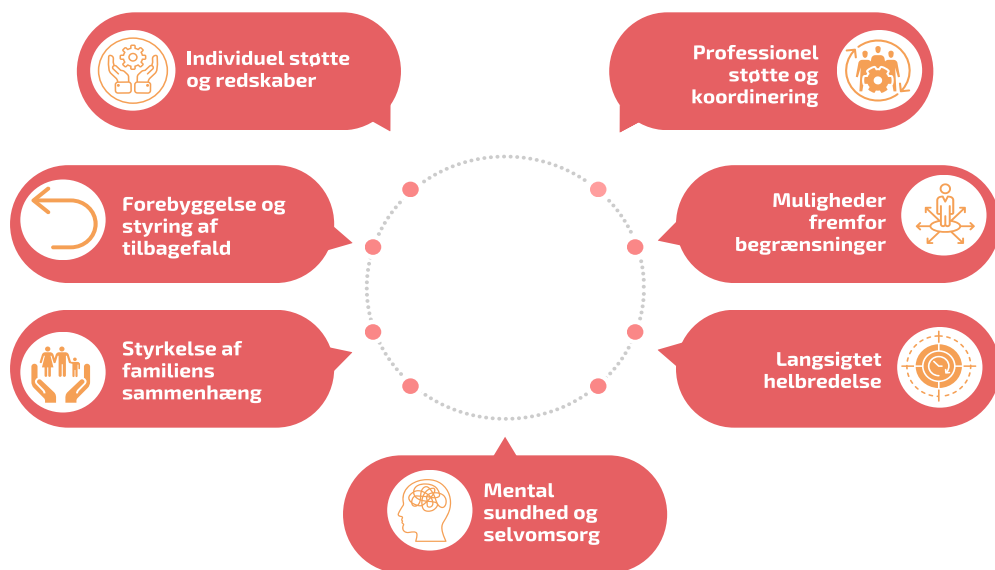 Individuel støtte
og redskaber
Professionel
støtte og
koordinering
Forebyggelse og
styring af
tilbagefald
Muligheder
fremfor
begrænsninger
Styrkelse af
familiens
sammenhæng
Langsigtet
helbredelse
Mental
sundhed og
selvomsorg